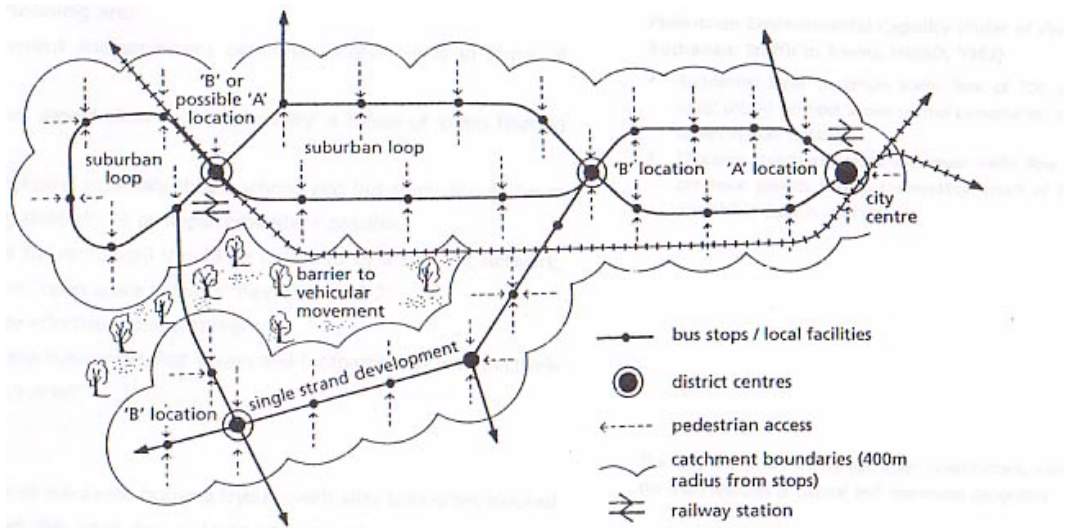 'B' or
possible 'A'
location
suburban
loop
suburban loop
'B' location
'A' location
city
centre
barrier to
vehicular
movement
single strand development
'B' location
bus stops / local facilities
district centres
pedestrian access
catchment boundaries (400m
radius from stops)
railway station